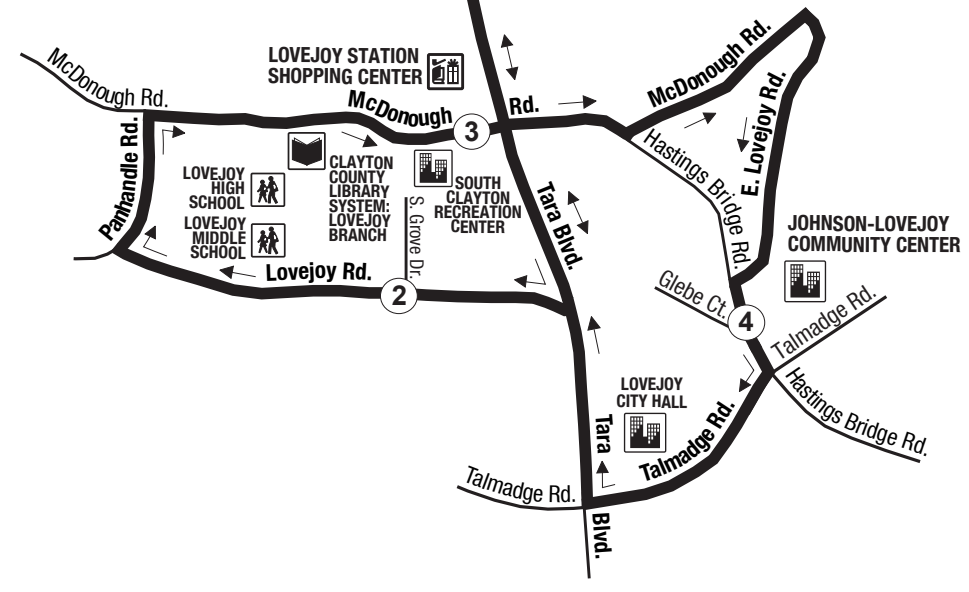 McDonough Rd.
LOVEJOY STATION
SHOPPING CENTER
McDonough
Rd.
McDonough Rd.
3
Panhandle Rd.
LOVEJOY
HIGH
SCHOOL
LOVEJOY
MIDDLE
SCHOOL
CLAYTON
COUNTY
LIBRARY
SYSTEM:
LOVEJOY
BRANCH
S. Grove Dr.
SOUTH
CLAYTON
RECREATION
CENTER
Tara Blvd.
Hastings Bridge Rd.
E. Lovejoy Rd.
JOHNSON-LOVEJOY
COMMUNITY CENTER
Lovejoy Rd.
2
Glebe Ct.
4
Talmadge Rd.
Hastings Bridge Rd.
LOVEJOY
CITY HALL
Tara
Blvd.
Talmadge Rd.
Talmadge Rd.